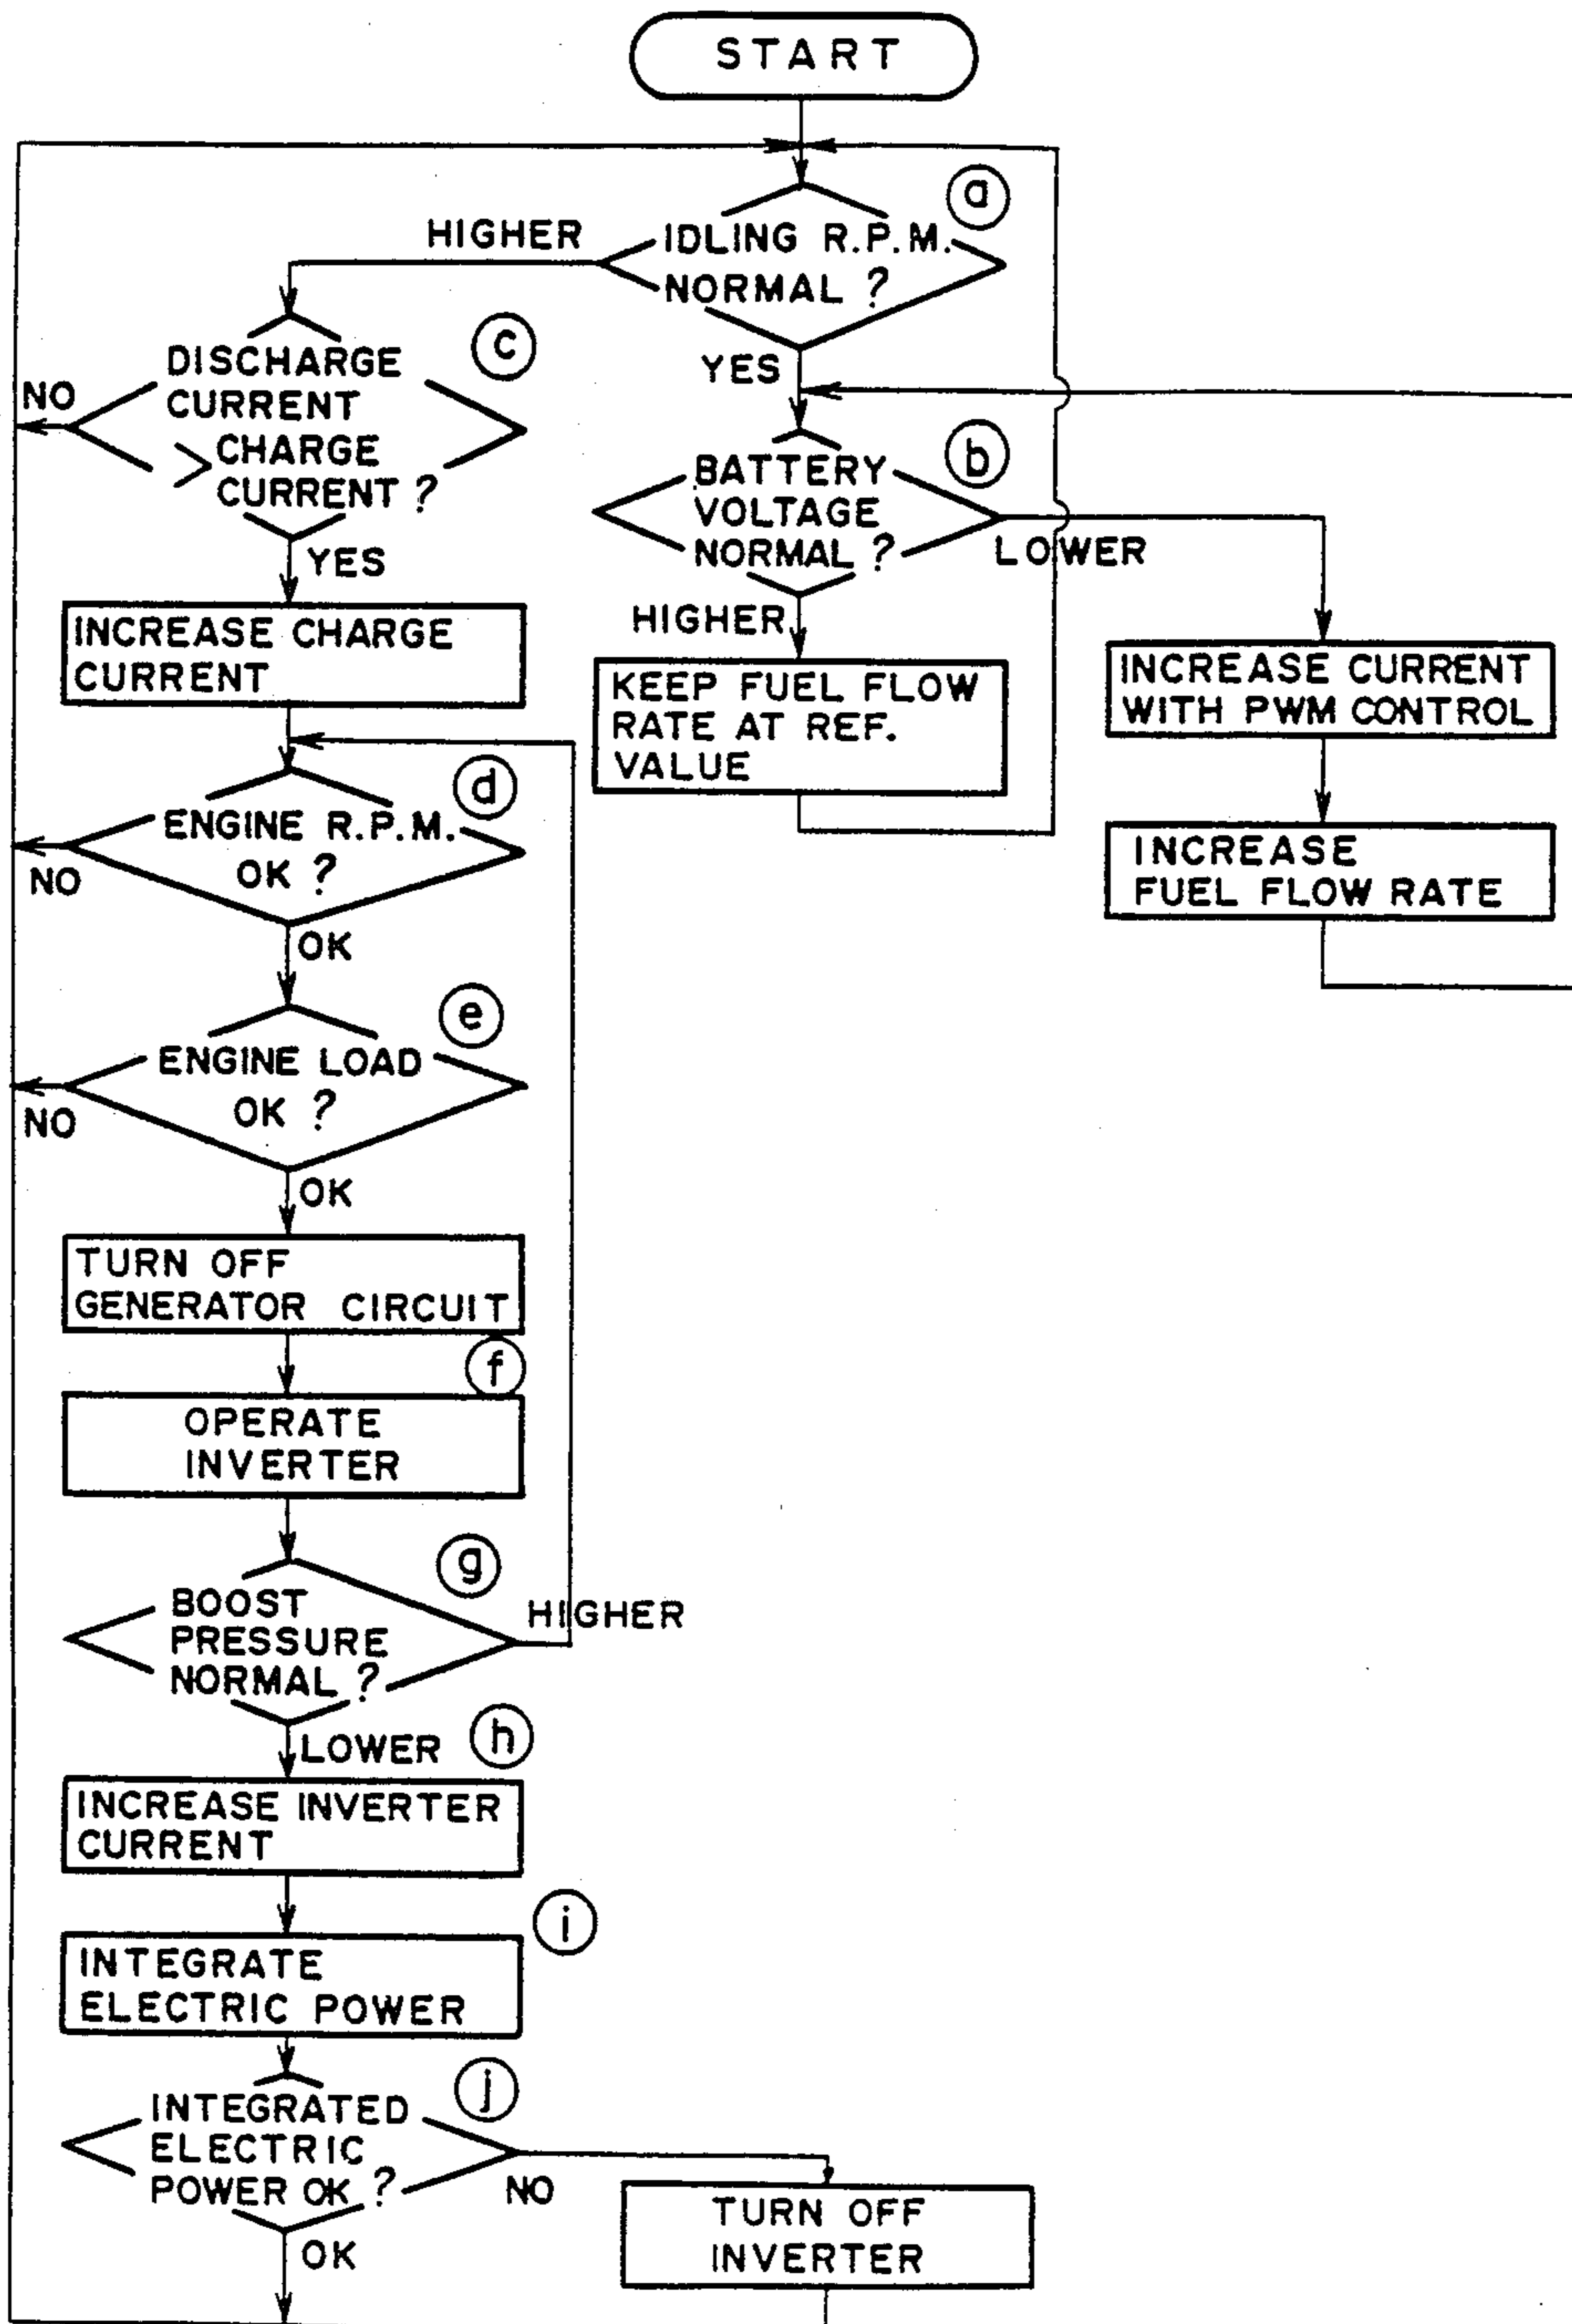 START
a
IDLING R.P.M.
NORMAL ?
HIGHER
YES
c
DISCHARGE
CURRENT
> CHARGE
CURRENT ?
NO
YES
b
BATTERY
VOLTAGE
NORMAL ?
LOWER
HIGHER
INCREASE CHARGE
CURRENT
KEEP FUEL FLOW
RATE AT REF.
VALUE
INCREASE CURRENT
WITH PWM CONTROL
INCREASE
FUEL FLOW RATE
d
ENGINE R.P.M.
OK ?
NO
OK
e
ENGINE LOAD
OK ?
NO
OK
TURN OFF
GENERATOR CIRCUIT
f
OPERATE
INVERTER
g
BOOST
PRESSURE
NORMAL ?
HIGHER
LOWER
h
INCREASE INVERTER
CURRENT
i
INTEGRATE
ELECTRIC POWER
j
INTEGRATED
ELECTRIC
POWER OK ?
NO
OK
TURN OFF
INVERTER